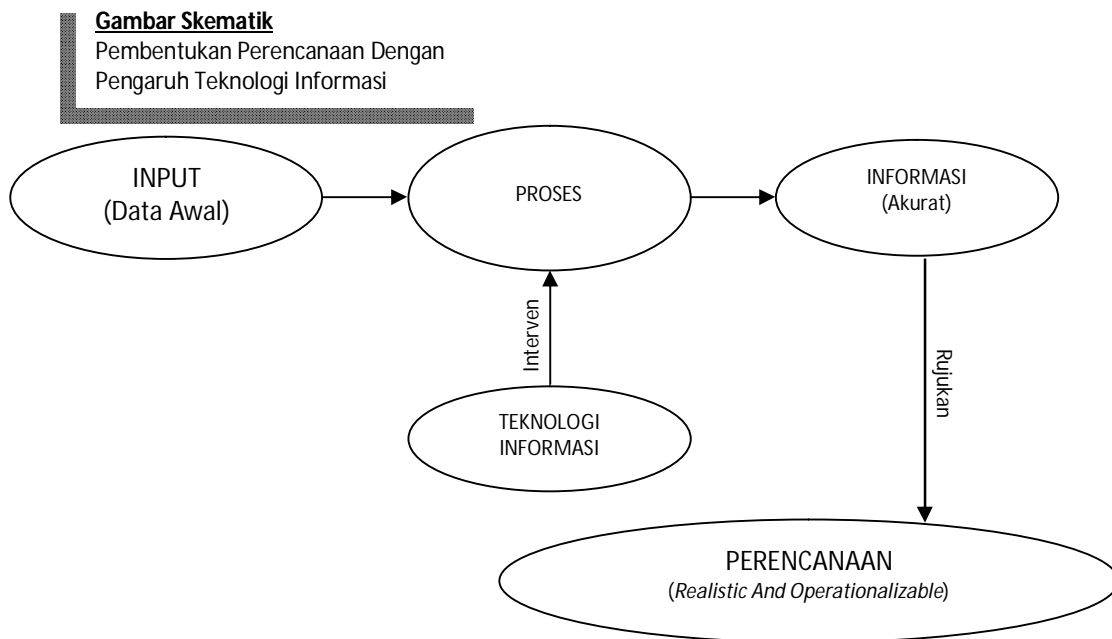 Gambar Skematik
Pembentukan Perencanaan Dengan
Pengaruh Teknologi Informasi
INPUT
(Data Awal)
PROSES
INFORMASI
(Akurat)
Interven
Rujukan
TEKNOLOGI
INFORMASI
PERENCANAAN
(Realistic And Operationalizable)